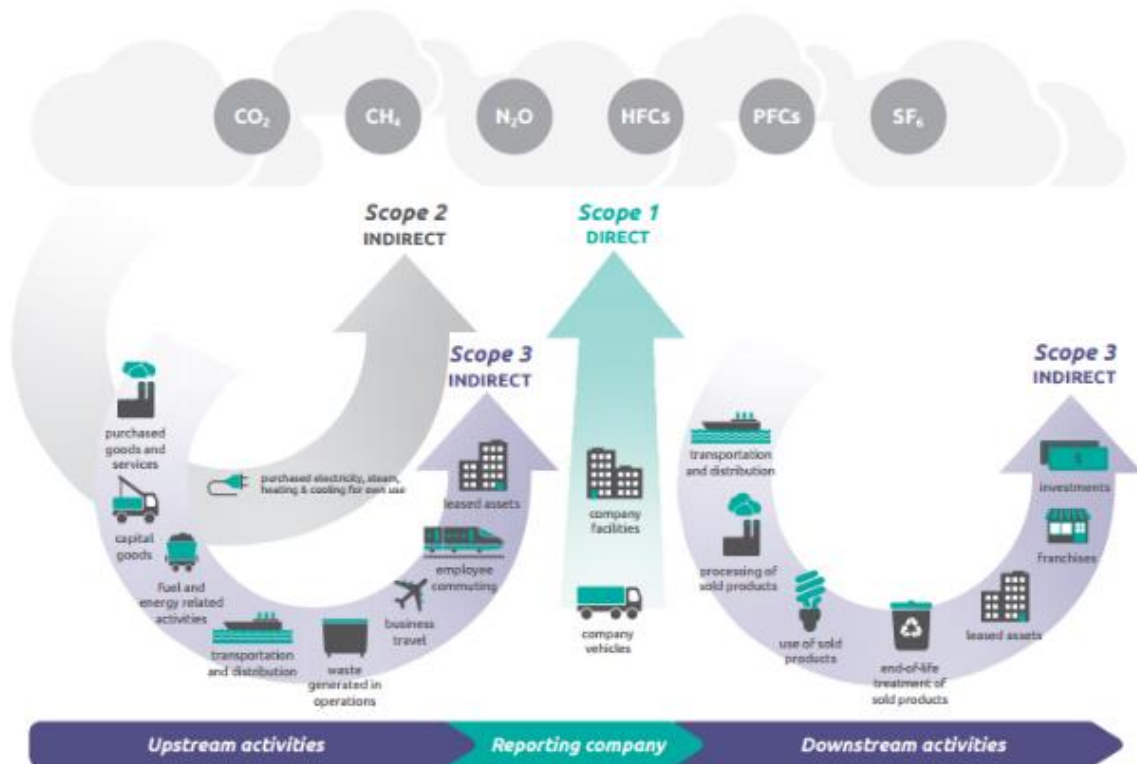 CO₂
CH₄
N₂O
HFCs
PFCs
SF₆
Scope 2
INDIRECT
Scope 1
DIRECT
Scope 3
INDIRECT
Scope 3
INDIRECT
purchased
goods and
services
capital
goods
fuel and
energy related
activities
transportation
and distribution
waste
generated in
operations
business
travel
employee
commuting
leased assets
purchased electricity, steam,
heating & cooling for own use
company
facilities
company
vehicles
transportation
and distribution
processing of
sold products
use of sold
products
end-of-life
treatment of
sold products
leased assets
franchises
$
investments
Upstream activities
Reporting company
Downstream activities